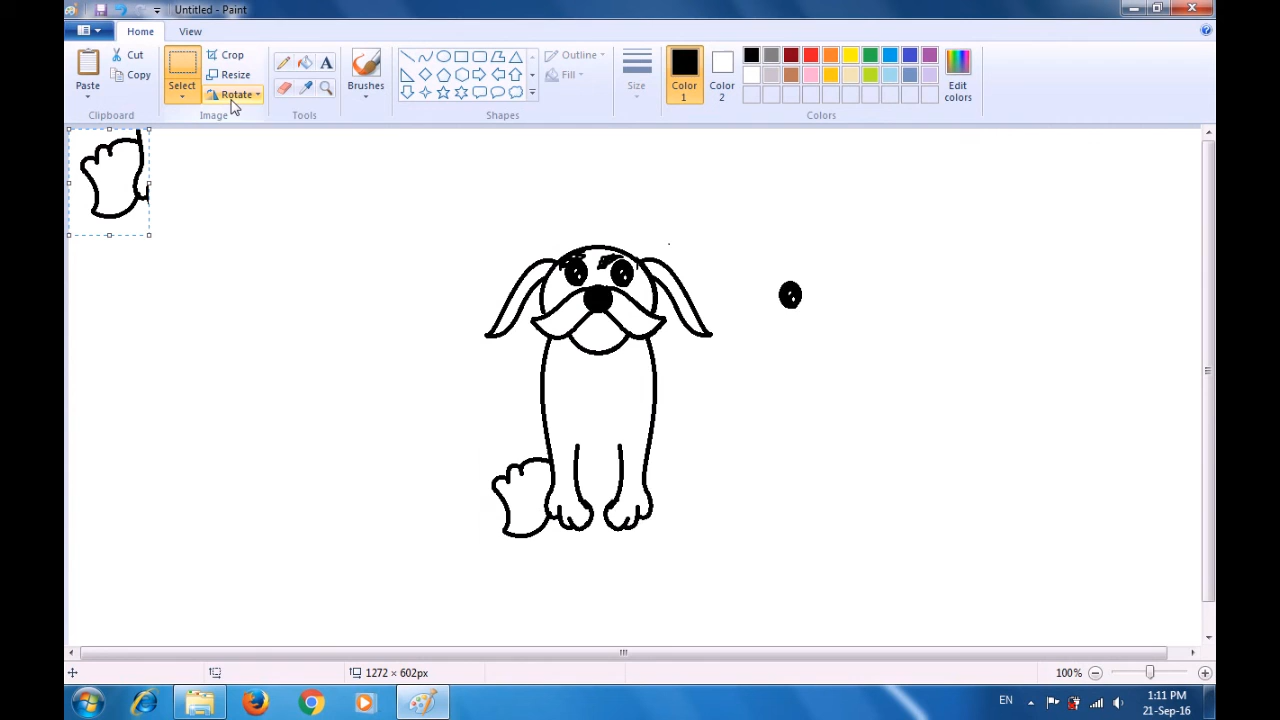 Untitled - Paint
Home View
Paste
Cut
Copy
Clipboard
Select
Crop
Resize
Rotate
Image
A
Tools
Brushes
Shapes
Outline
Fill
Size
Color 1
Color 2
Edit colors
Colors
1272 × 602px
100%
EN
1:11 PM
21-Sep-16